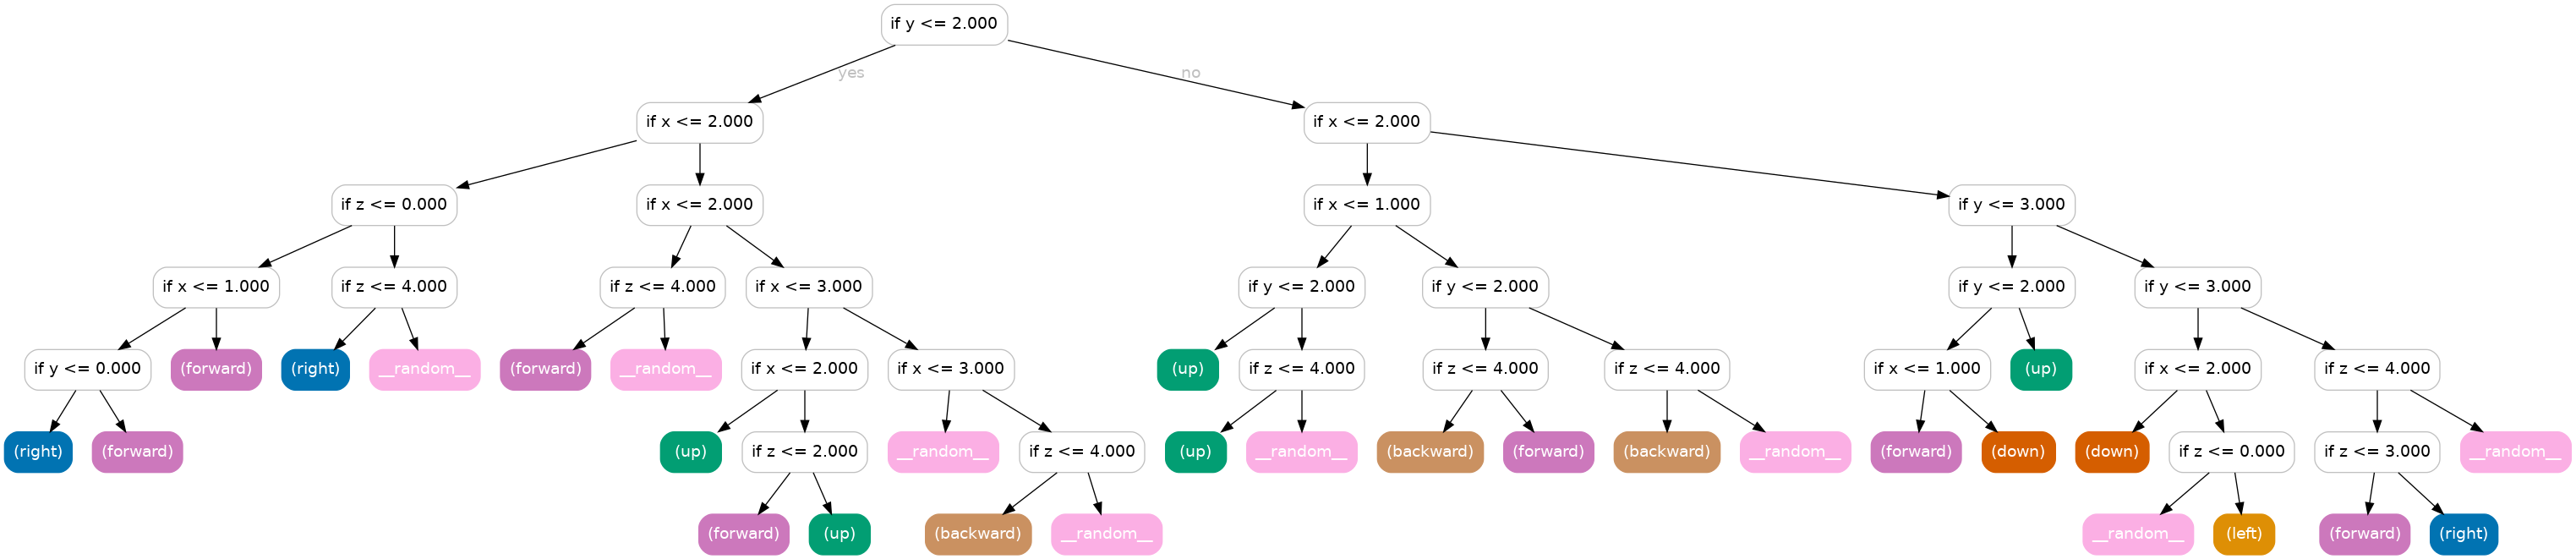 if y <= 2.000
yes
no
if x <= 2.000
if x <= 2.000
if z <= 0.000
if x <= 2.000
if x <= 1.000
if y <= 3.000
if x <= 1.000
if z <= 4.000
if z <= 4.000
if x <= 3.000
if y <= 2.000
if y <= 2.000
if y <= 2.000
if y <= 3.000
if y <= 0.000
(forward)
(right)
__random__
(forward)
__random__
if x <= 2.000
if x <= 3.000
(up)
if z <= 4.000
if z <= 4.000
if z <= 4.000
if x <= 1.000
(up)
if x <= 2.000
if z <= 4.000
(right)
(forward)
(up)
if z <= 2.000
__random__
if z <= 4.000
(up)
__random__
(backward)
(forward)
(backward)
__random__
(forward)
(down)
(down)
if z <= 0.000
if z <= 3.000
__random__
(forward)
(up)
(backward)
__random__
__random__
(left)
(forward)
(right)